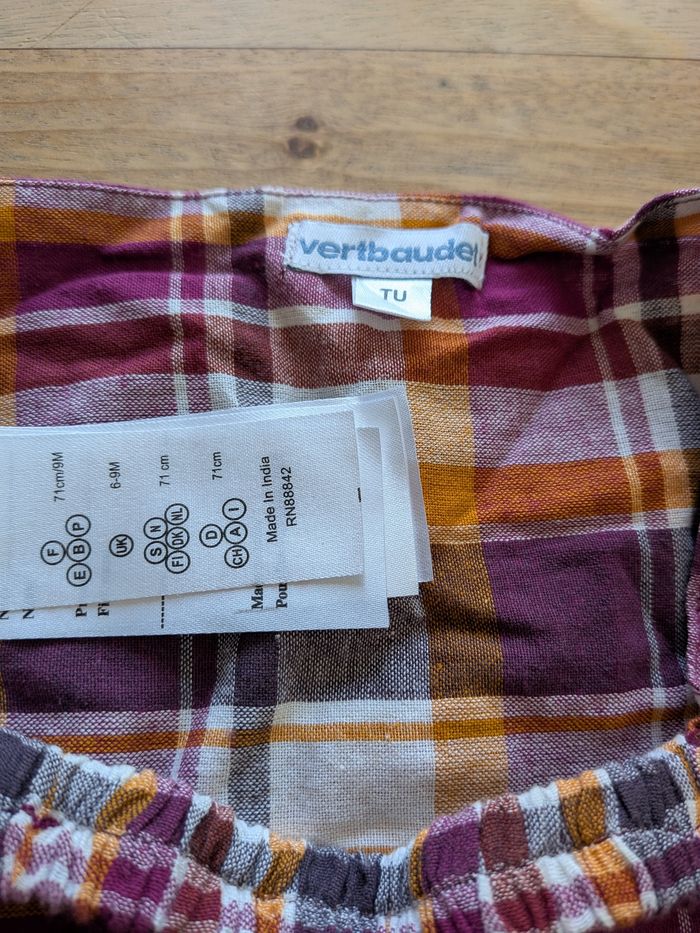 vertbaudet
TU
71cm/9M
F
E B P
6-9M
UK
71 cm
S N
FI DK NL
71cm
D
CH A I
Made In India
RN88842